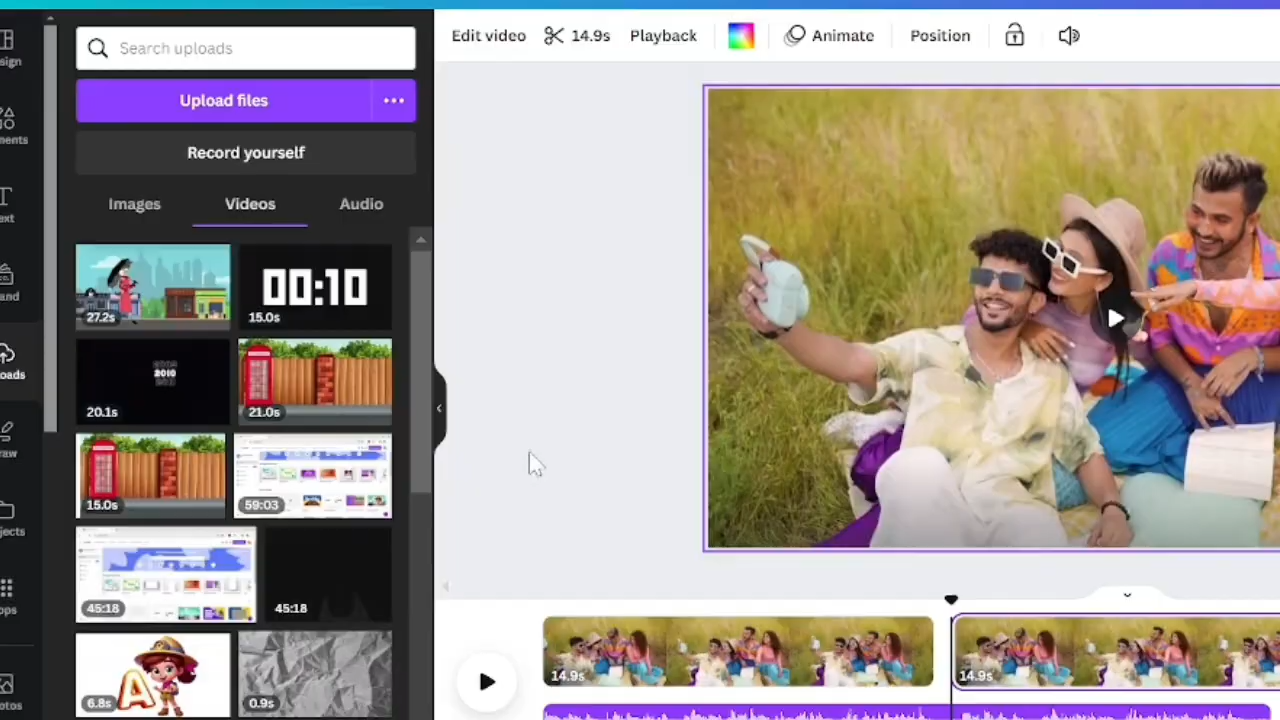 Edit video
14.9s
Playback
Animate
Position
Search uploads
Upload files
Record yourself
Images
Videos
Audio
27.2s
00:10
15.0s
2010
20.1s
21.0s
15.0s
59:03
45:18
45:18
A
6.8s
0.9s
14.9s
14.9s